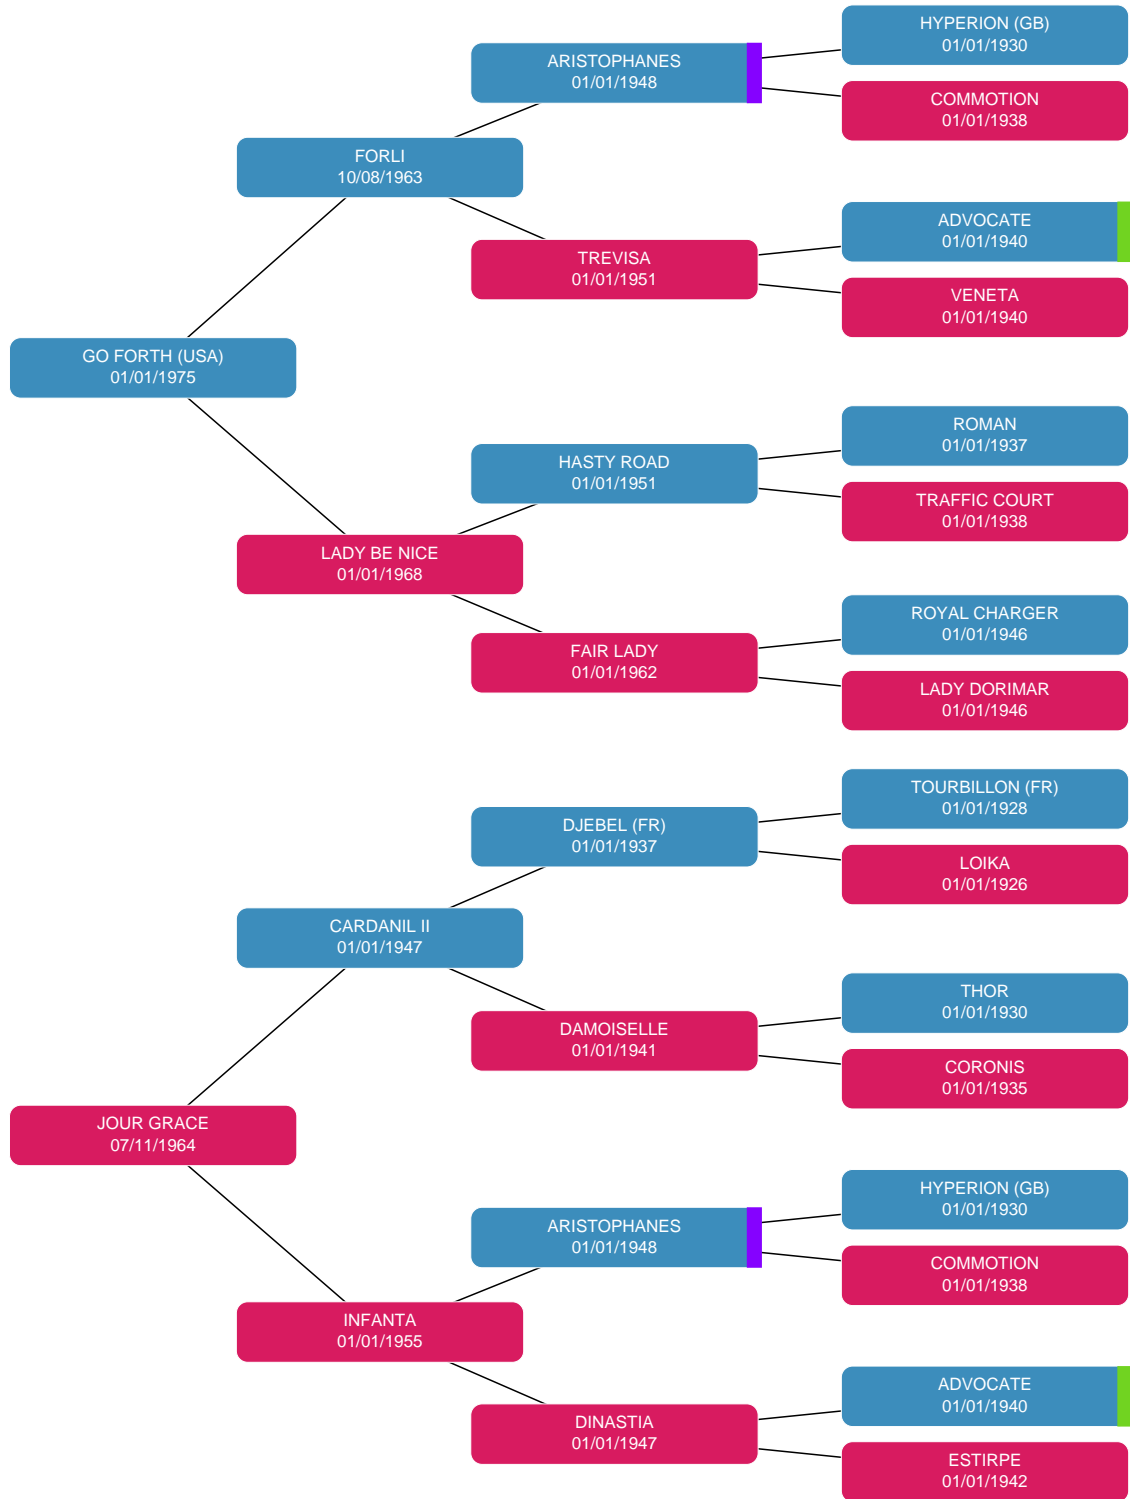 HYPERION (GB)
01/01/1930
ARISTOPHANES
01/01/1948
COMMOTION
01/01/1938
FORLI
10/08/1963
ADVOCATE
01/01/1940
TREVISA
01/01/1951
VENETA
01/01/1940
GO FORTH (USA)
01/01/1975
ROMAN
01/01/1937
HASTY ROAD
01/01/1951
TRAFFIC COURT
01/01/1938
LADY BE NICE
01/01/1968
ROYAL CHARGER
01/01/1946
FAIR LADY
01/01/1962
LADY DORIMAR
01/01/1946
TOURBILLON (FR)
01/01/1928
DJEBEL (FR)
01/01/1937
LOIKA
01/01/1926
CARDANIL II
01/01/1947
THOR
01/01/1930
DAMOISELLE
01/01/1941
CORONIS
01/01/1935
JOUR GRACE
07/11/1964
HYPERION (GB)
01/01/1930
ARISTOPHANES
01/01/1948
COMMOTION
01/01/1938
INFANTA
01/01/1955
ADVOCATE
01/01/1940
DINASTIA
01/01/1947
ESTIRPE
01/01/1942